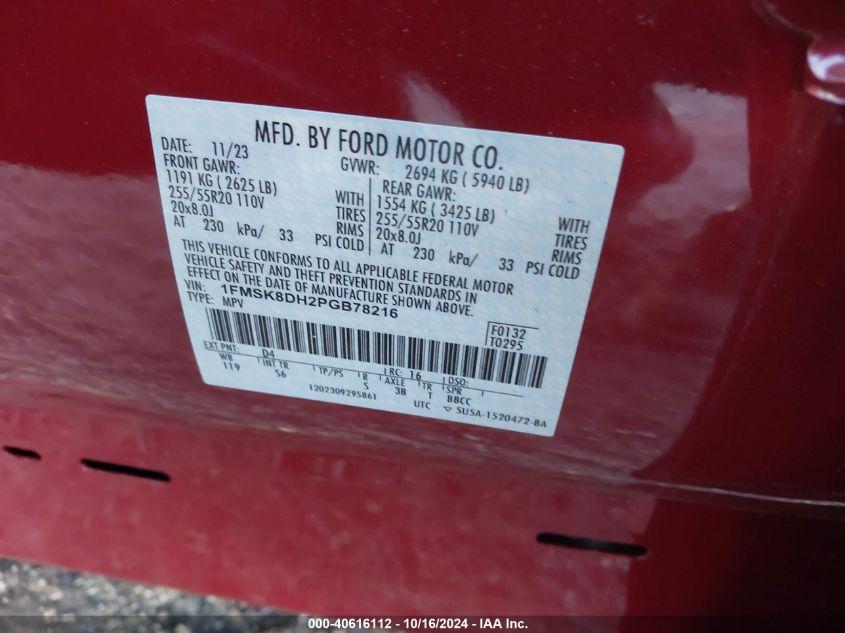 MFD. BY FORD MOTOR CO.
DATE: 11/23 GVWR: 2694 KG ( 5940 LB)
FRONT GAWR: REAR GAWR:
1191 KG ( 2625 LB) WITH 1554 KG ( 3425 LB) WITH
255/55R20 110V TIRES 255/55R20 110V TIRES
20x8.0J RIMS 20x8.0J RIMS
AT 230 kPa/ 33 PSI COLD AT 230 kPa/ 33 PSI COLD
THIS VEHICLE CONFORMS TO ALL APPLICABLE FEDERAL MOTOR
VEHICLE SAFETY AND THEFT PREVENTION STANDARDS IN
EFFECT ON THE DATE OF MANUFACTURE SHOWN ABOVE.
VIN: 1FMSK8DH2PGB78216
TYPE: MPV
F0132
T0295
EXT PNT: D4 RC: 16 DSO:
WB INT TR TP/PS R AXLE TR SPR
119 S6 S 3B T BBCC
1202309295861 UTC ▽ 5USA-1520472-BA
000-40616112 - 10/16/2024 - IAA Inc.